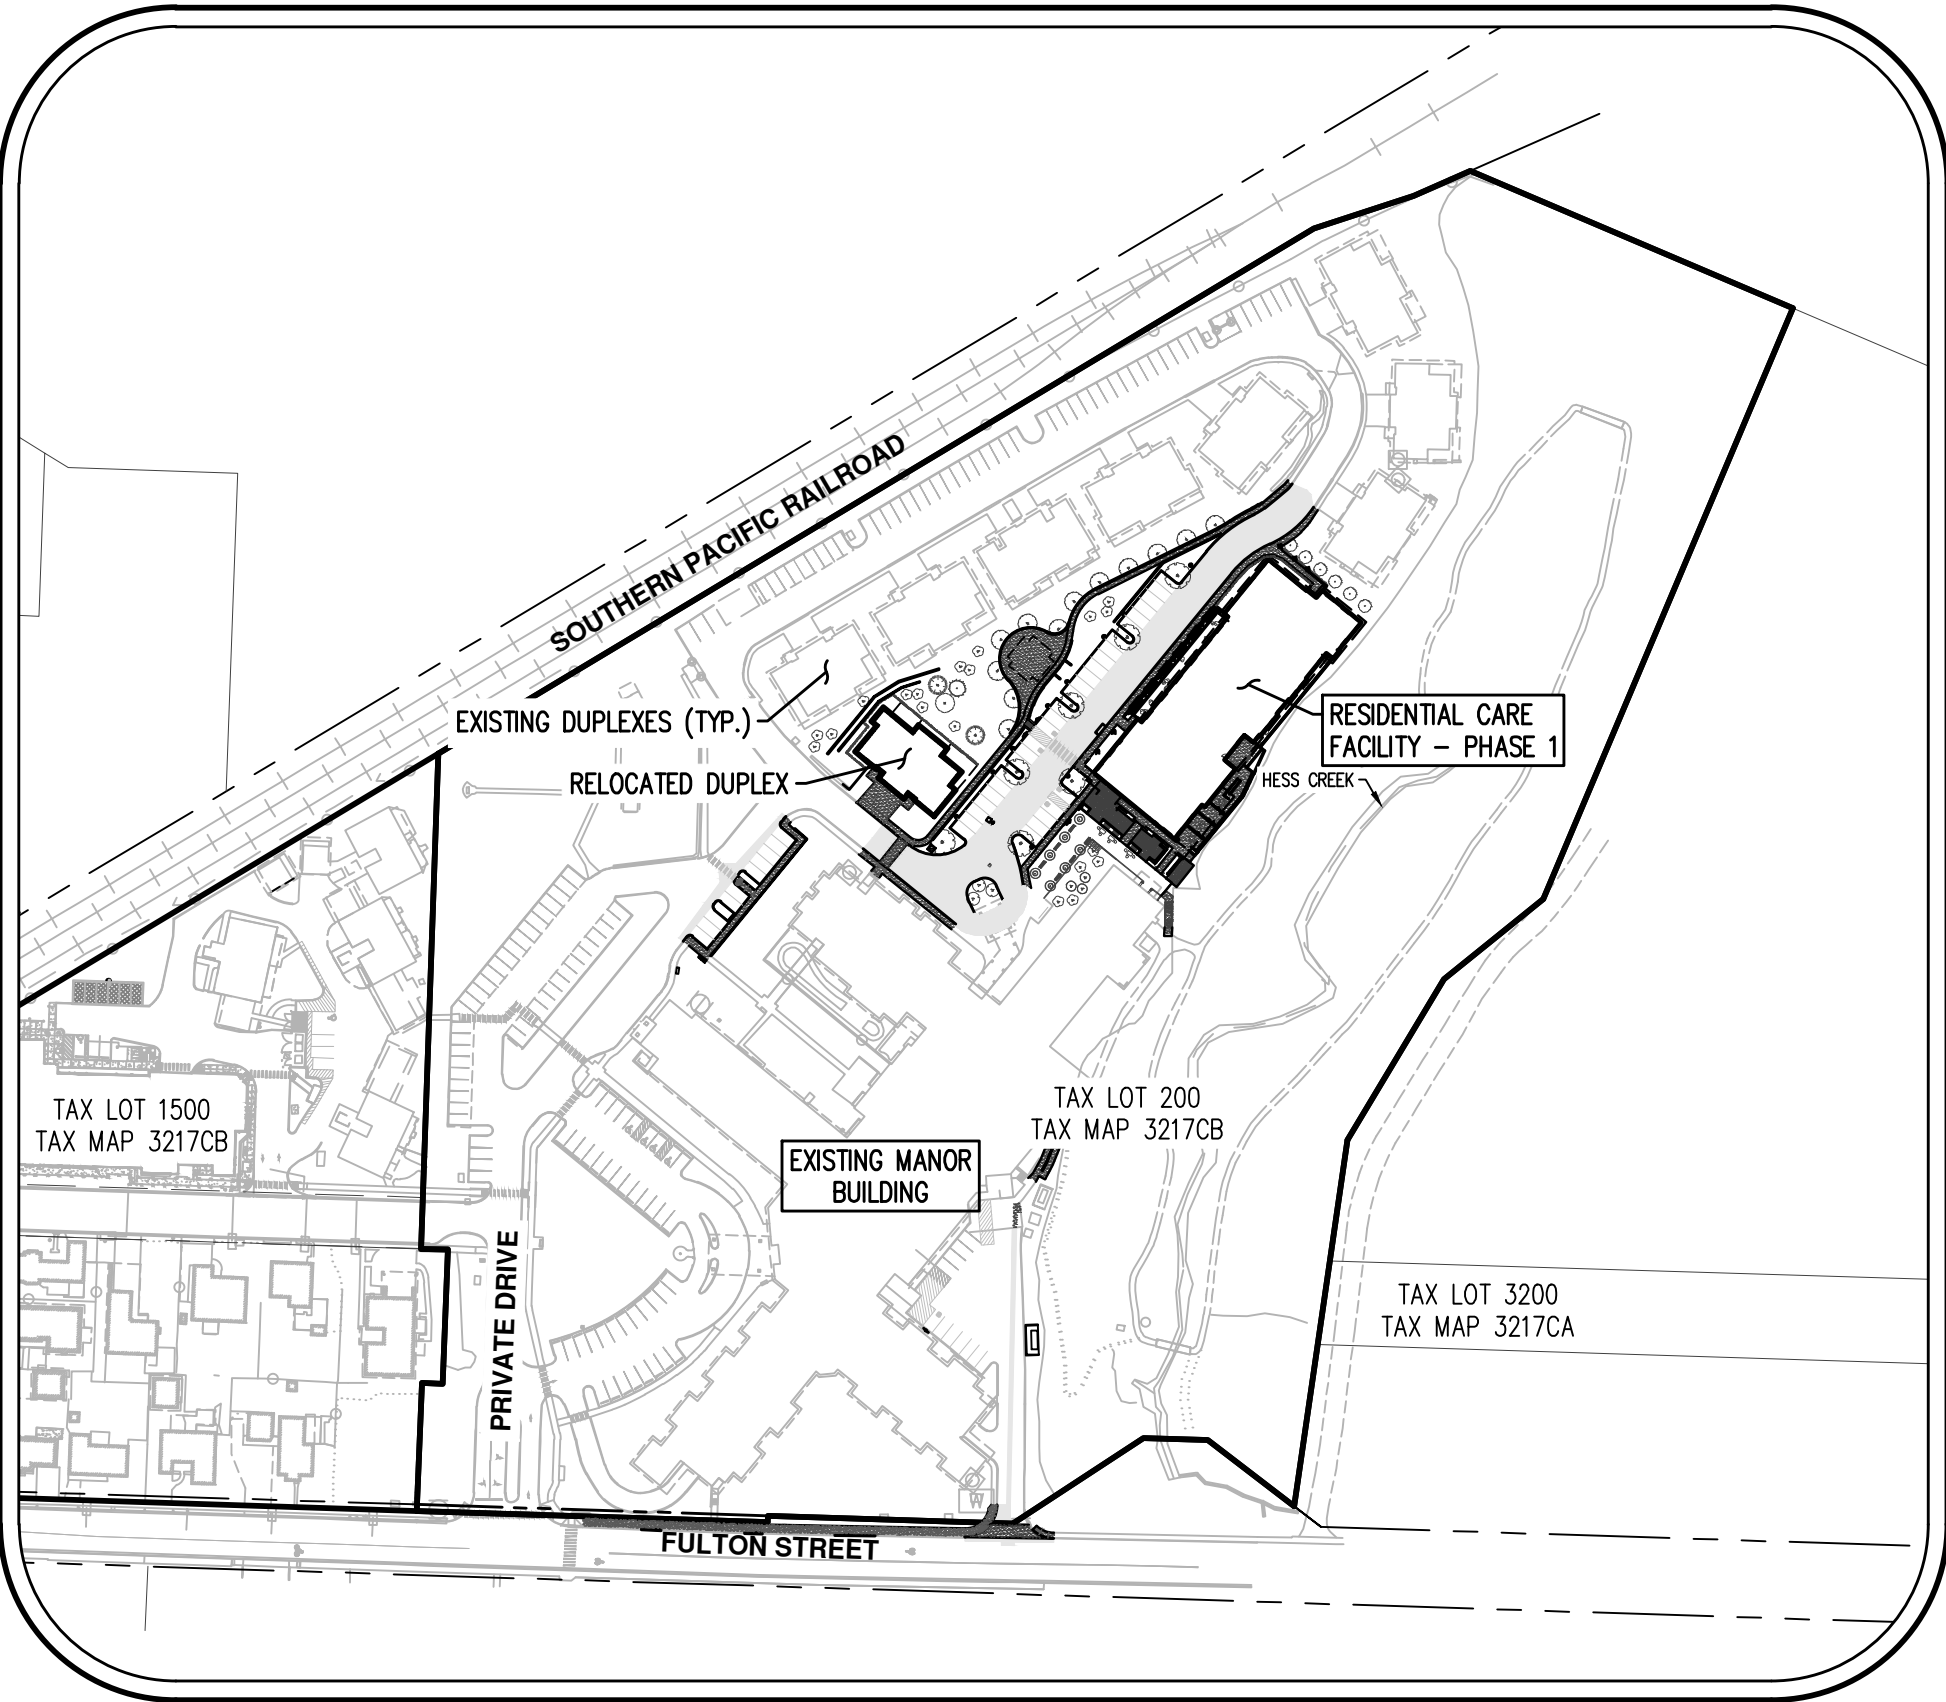 SOUTHERN PACIFIC RAILROAD
EXISTING DUPLEXES (TYP.)
RELOCATED DUPLEX
RESIDENTIAL CARE
FACILITY – PHASE 1
HESS CREEK
TAX LOT 1500
TAX MAP 3217CB
TAX LOT 200
TAX MAP 3217CB
EXISTING MANOR
BUILDING
PRIVATE DRIVE
TAX LOT 3200
TAX MAP 3217CA
W
FULTON STREET